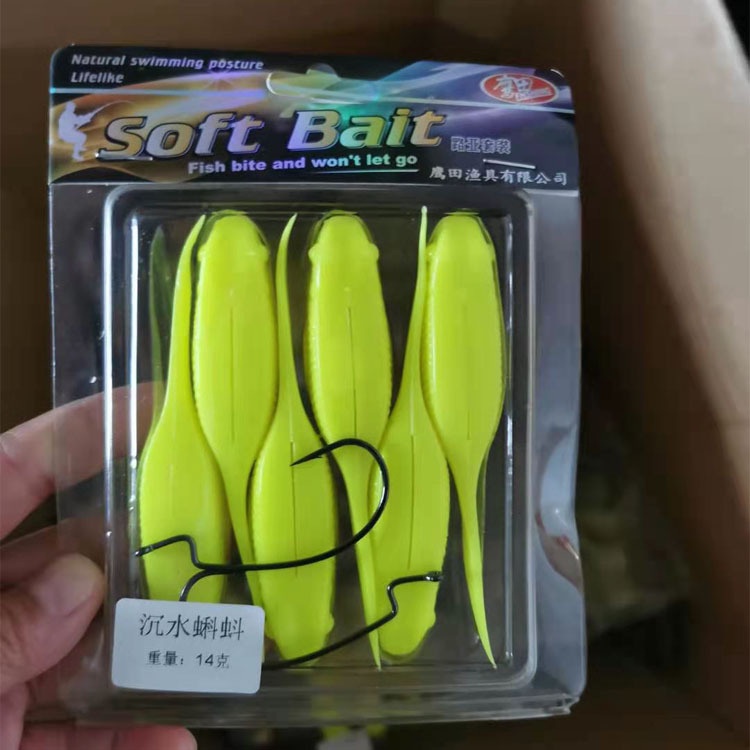 Natural swimming posture
Lifelike
Soft Bait
路亚套装
Fish bite and won't let go
鹰田渔具有限公司
沉水蝌蚪
重量：14克